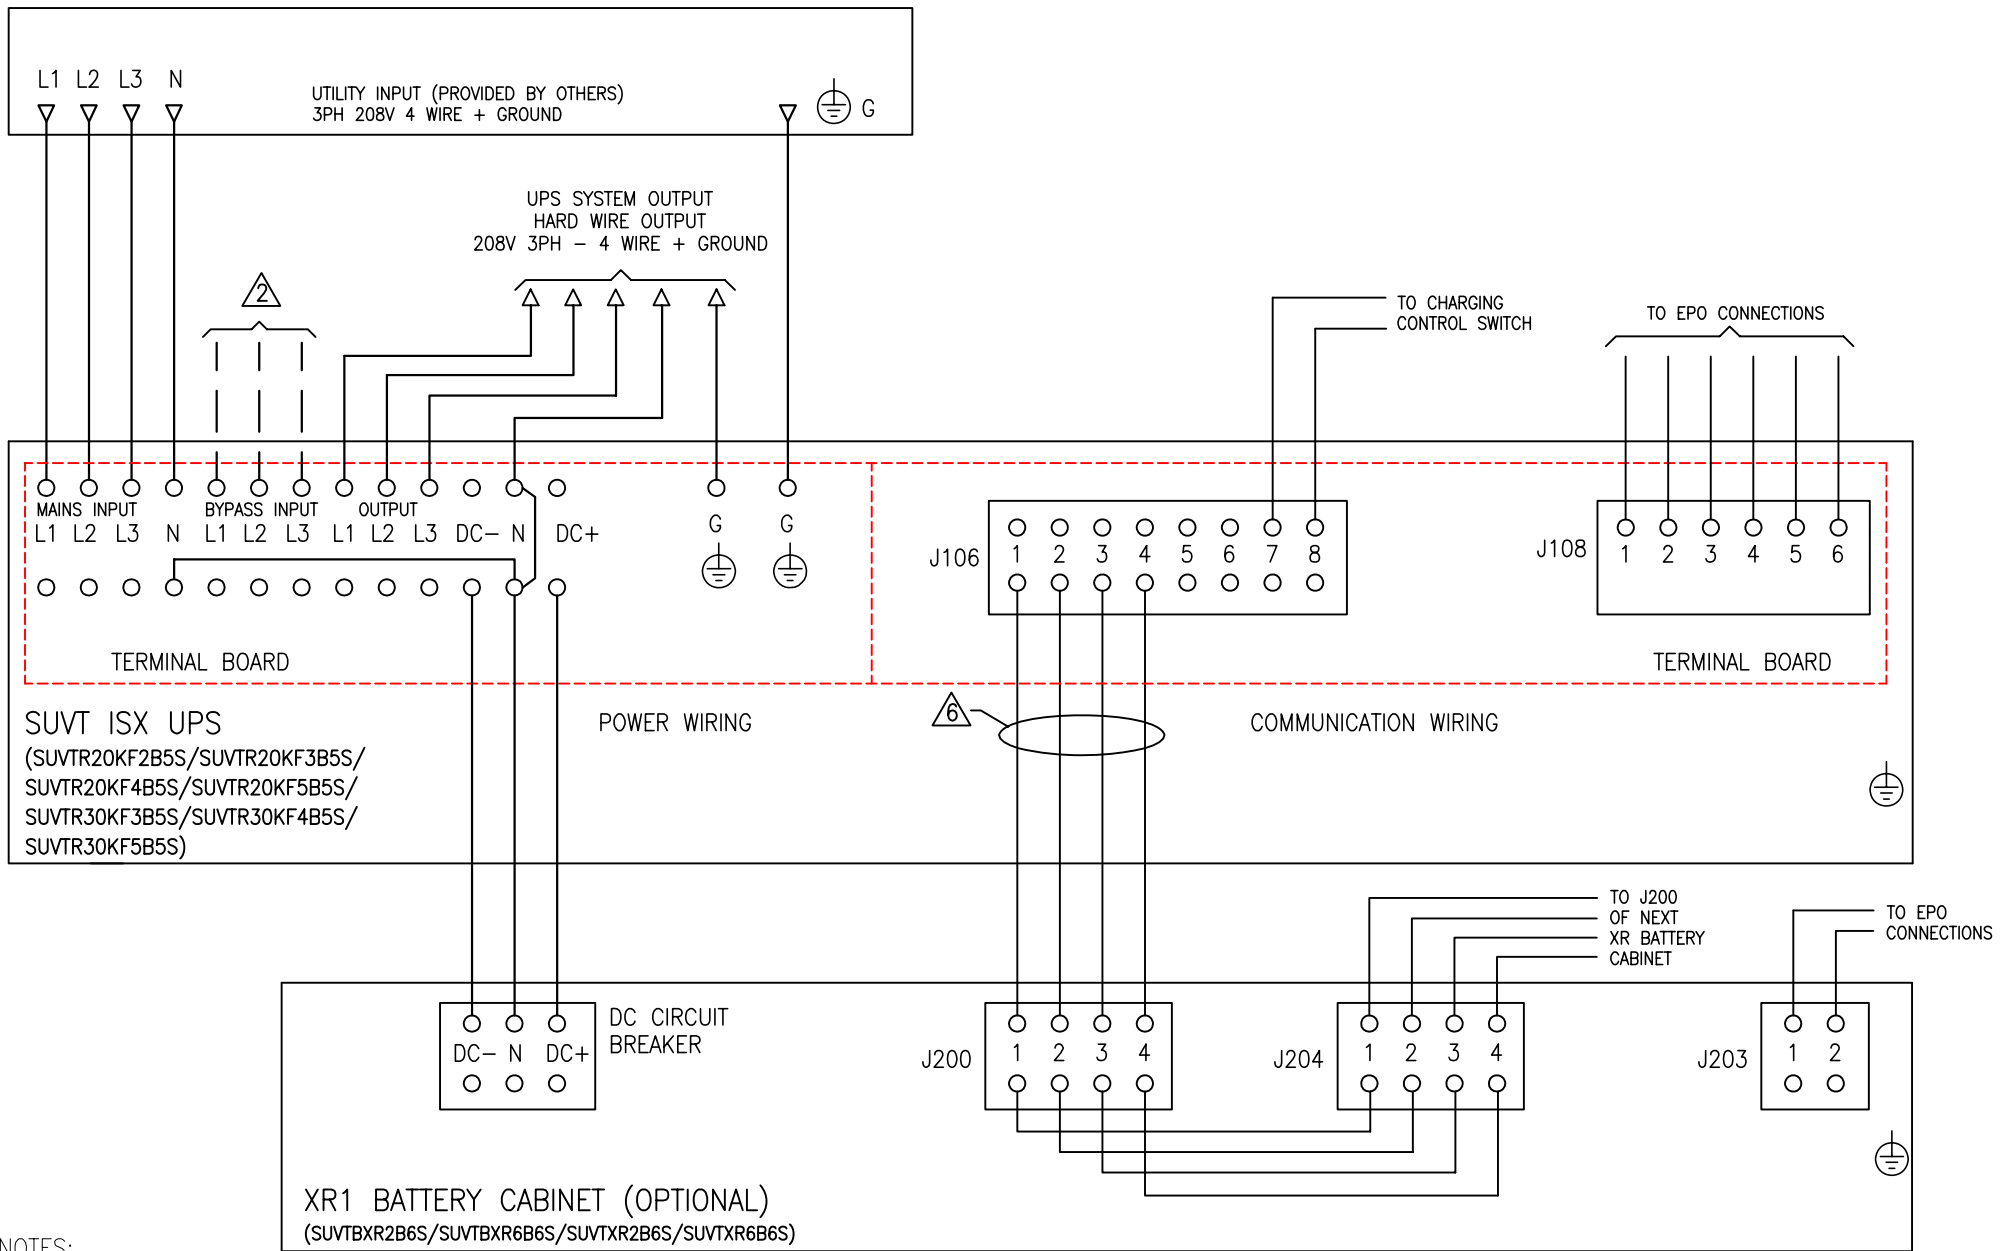 L1 L2 L3 N
UTILITY INPUT (PROVIDED BY OTHERS)
3PH 208V 4 WIRE + GROUND
G
UPS SYSTEM OUTPUT
HARD WIRE OUTPUT
208V 3PH - 4 WIRE + GROUND
2
TO CHARGING
CONTROL SWITCH
TO EPO CONNECTIONS
MAINS INPUT BYPASS INPUT OUTPUT
L1 L2 L3 N L1 L2 L3 L1 L2 L3 DC- N DC+
G G
J106
1 2 3 4 5 6 7 8
J108
1 2 3 4 5 6
TERMINAL BOARD
TERMINAL BOARD
SUVT ISX UPS
(SUVTR20KF2B5S/SUVTR20KF3B5S/
SUVTR20KF4B5S/SUVTR20KF5B5S/
SUVTR30KF3B5S/SUVTR30KF4B5S/
SUVTR30KF5B5S)
POWER WIRING
6
COMMUNICATION WIRING
TO J200
OF NEXT
XR BATTERY
CABINET
TO EPO
CONNECTIONS
DC- N DC+
DC CIRCUIT
BREAKER
J200
1 2 3 4
J204
1 2 3 4
J203
1 2
XR1 BATTERY CABINET (OPTIONAL)
(SUVTBXR2B6S/SUVTBXR6B6S/SUVTXR2B6S/SUVTXR6B6S)
NOTES: